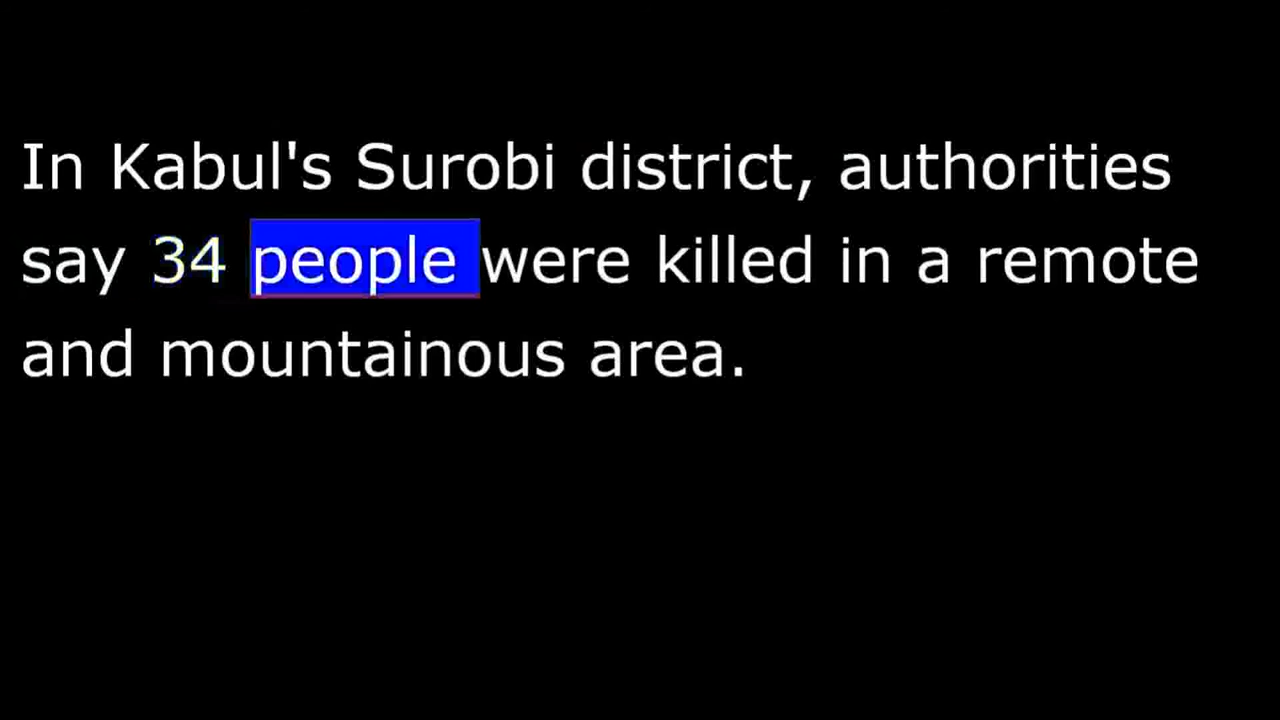 In Kabul's Surobi district, authorities
say 34 people were killed in a remote
and mountainous area.